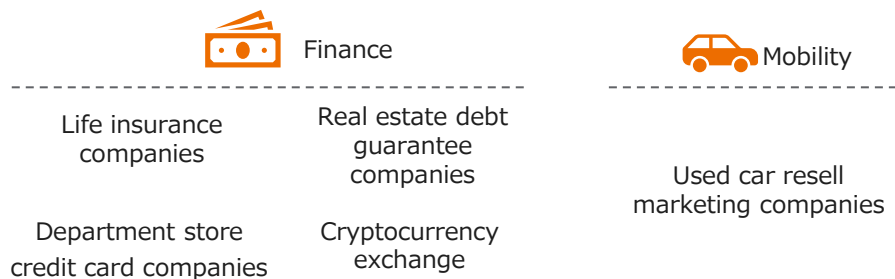 Finance
Life insurance
companies
Real estate debt
guarantee
companies
Department store
credit card companies
Cryptocurrency
exchange
Mobility
Used car resell
marketing companies